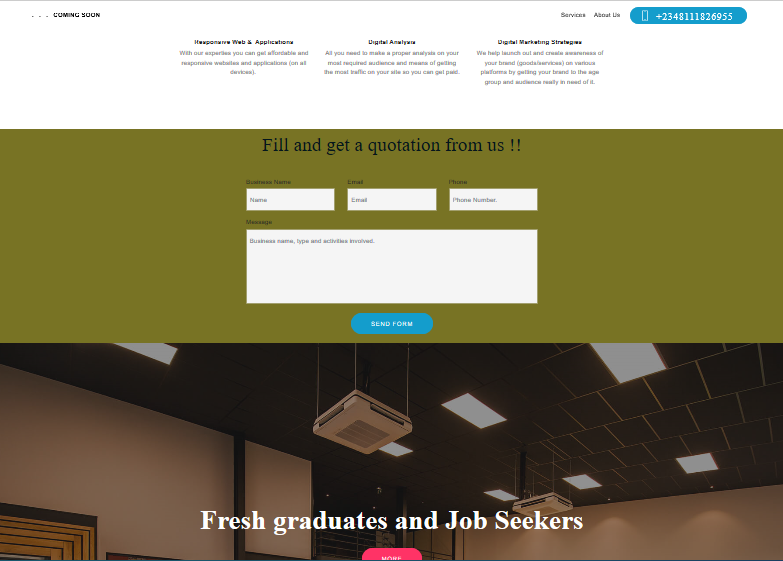 . . . COMING SOON
Services About Us +2348111826955
Responsive Web & Applications
With our experties you can get affordable and
responsive websites and applications (on all
devices).
Digital Analysis
All you need to make a proper analysis on your
most required audience and means of getting
the most traffic on your site so you can get paid.
Digital Marketing Strategies
We help launch out and create awareness of
your brand (goods/services) on various
platforms by getting your brand to the age
group and audience really in need of it.
Fill and get a quotation from us !!
Business Name Email Phone
Name Email Phone Number.
Message
Business name, type and activities involved.
SEND FORM
Fresh graduates and Job Seekers
MORE